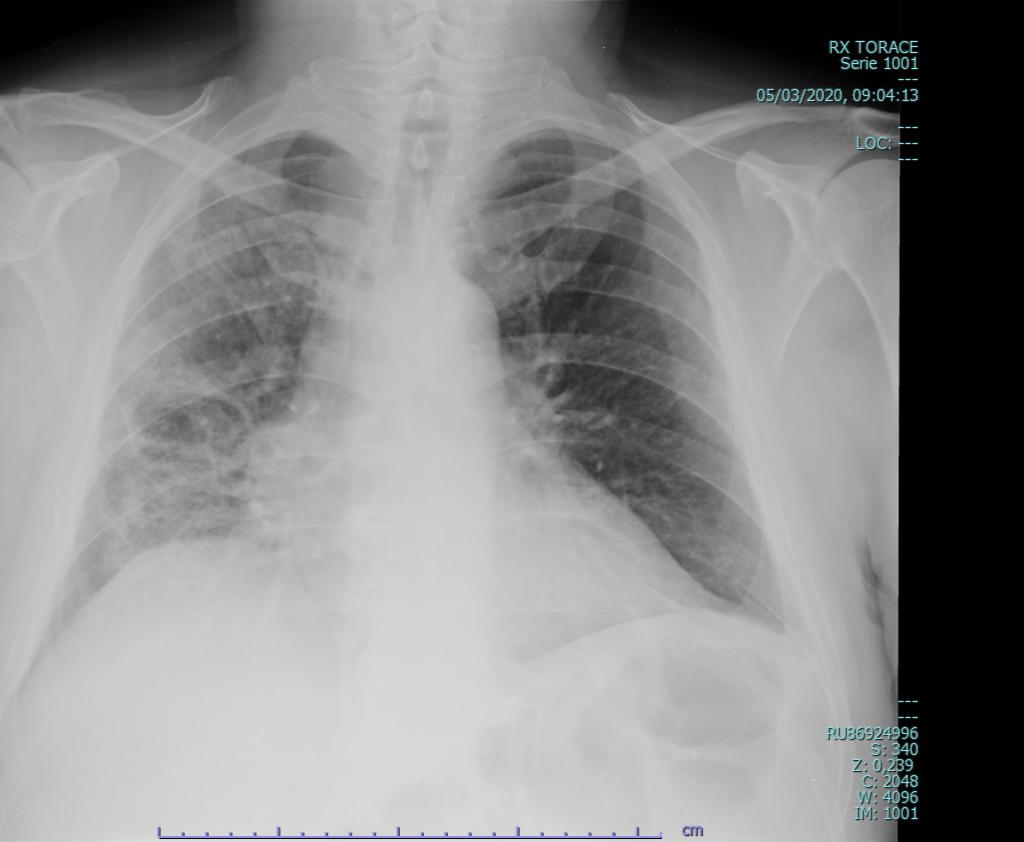 RX TORACE
Serie 1001
---
05/03/2020, 09:04:13
---
LOC: ---
---
---
---
RU86924996
S: 340
Z: 0,239
C: 2048
W: 4096
IM: 1001
cm